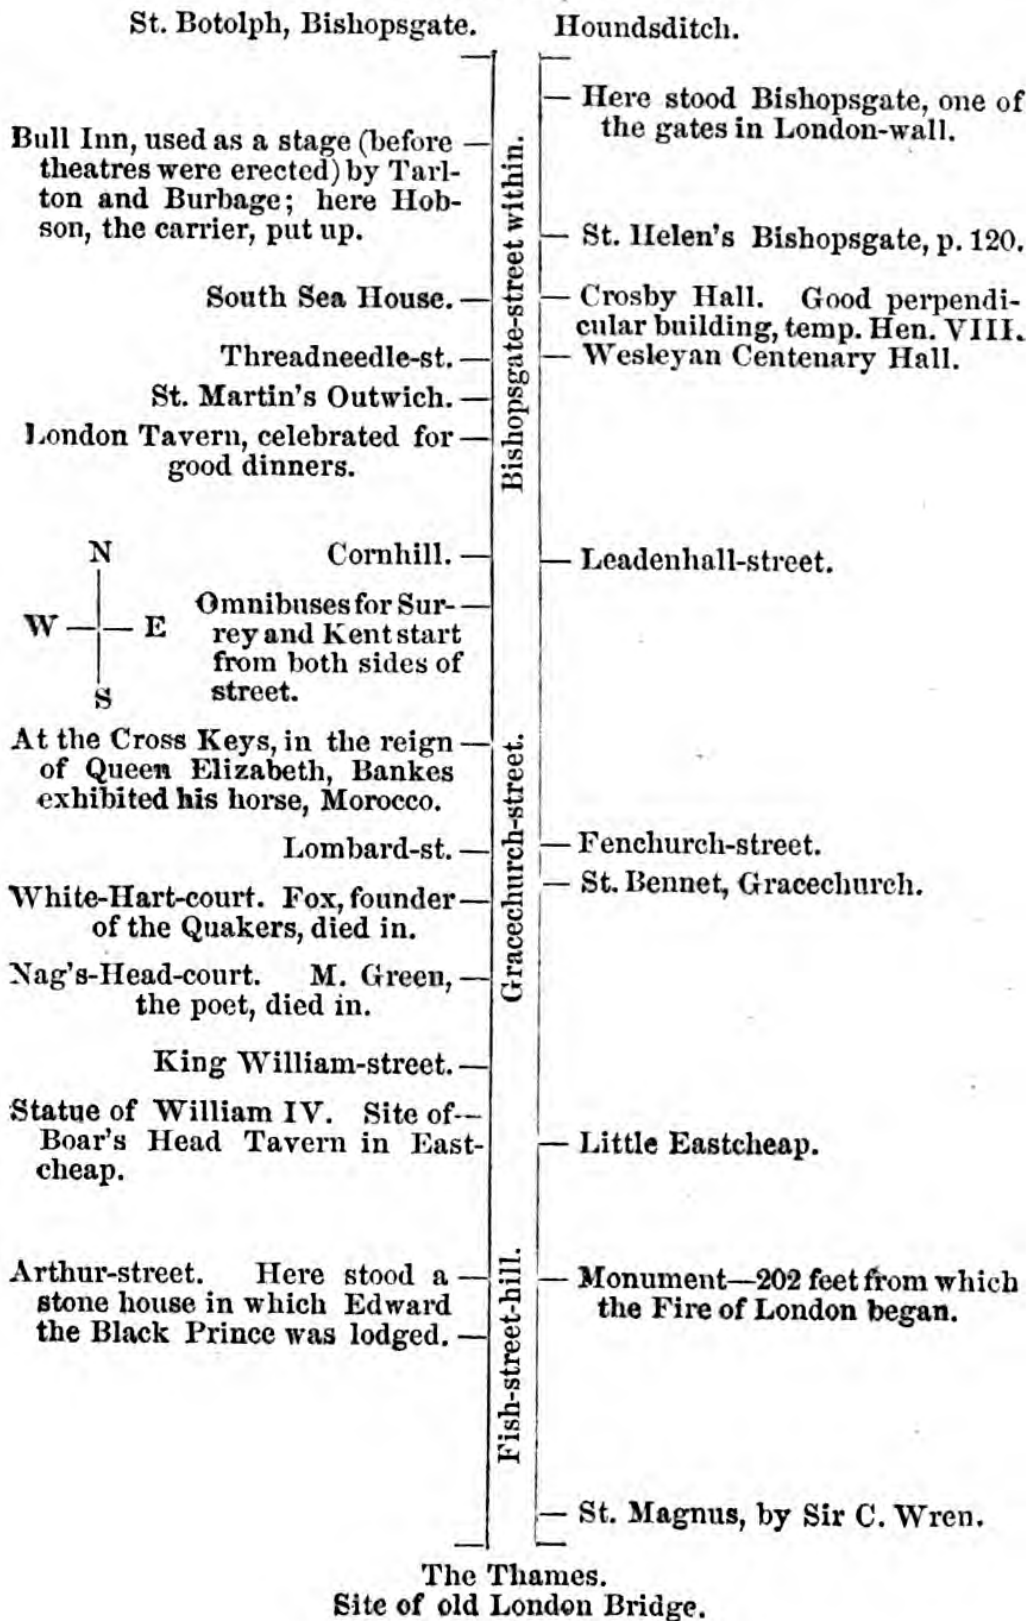 St. Botolph, Bishopsgate.
Houndsditch.
Here stood Bishopsgate, one of
the gates in London-wall.
Bull Inn, used as a stage (before
theatres were erected) by Tarl-
ton and Burbage; here Hob-
son, the carrier, put up.
St. Helen's Bishopsgate, p. 120.
South Sea House.
Crosby Hall. Good perpendi-
cular building, temp. Hen. VIII.
Threadneedle-st.
Wesleyan Centenary Hall.
St. Martin's Outwich.
London Tavern, celebrated for
good dinners.
Bishopsgate-street within.
N
W
E
S
Cornhill.
Leadenhall-street.
Omnibuses for Sur-
rey and Kent start
from both sides of
street.
At the Cross Keys, in the reign
of Queen Elizabeth, Bankes
exhibited his horse, Morocco.
Gracechurch-street.
Lombard-st.
Fenchurch-street.
St. Bennet, Gracechurch.
White-Hart-court. Fox, founder
of the Quakers, died in.
Nag's-Head-court. M. Green,
the poet, died in.
King William-street.
Statue of William IV. Site of
Boar's Head Tavern in East-
cheap.
Little Eastcheap.
Arthur-street. Here stood a
stone house in which Edward
the Black Prince was lodged.
Fish-street-hill.
Monument—202 feet from which
the Fire of London began.
St. Magnus, by Sir C. Wren.
The Thames.
Site of old London Bridge.